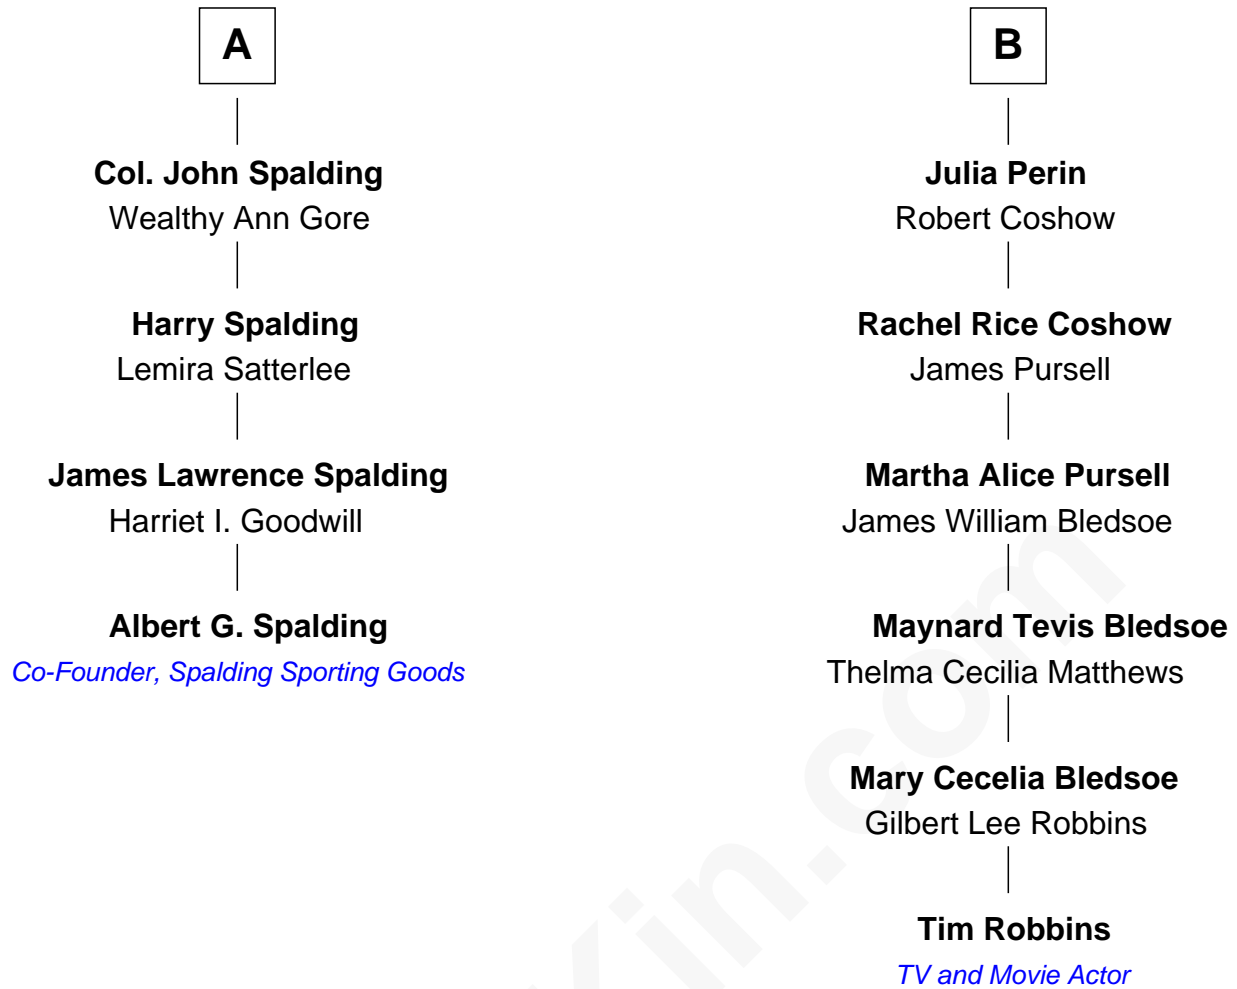 A
Col. John Spalding
Wealthy Ann Gore
Harry Spalding
Lemira Satterlee
James Lawrence Spalding
Harriet I. Goodwill
Albert G. Spalding
Co-Founder, Spalding Sporting Goods
B
Julia Perin
Robert Coshow
Rachel Rice Coshow
James Pursell
Martha Alice Pursell
James William Bledsoe
Maynard Tevis Bledsoe
Thelma Cecilia Matthews
Mary Cecelia Bledsoe
Gilbert Lee Robbins
Tim Robbins
TV and Movie Actor
Kin.com